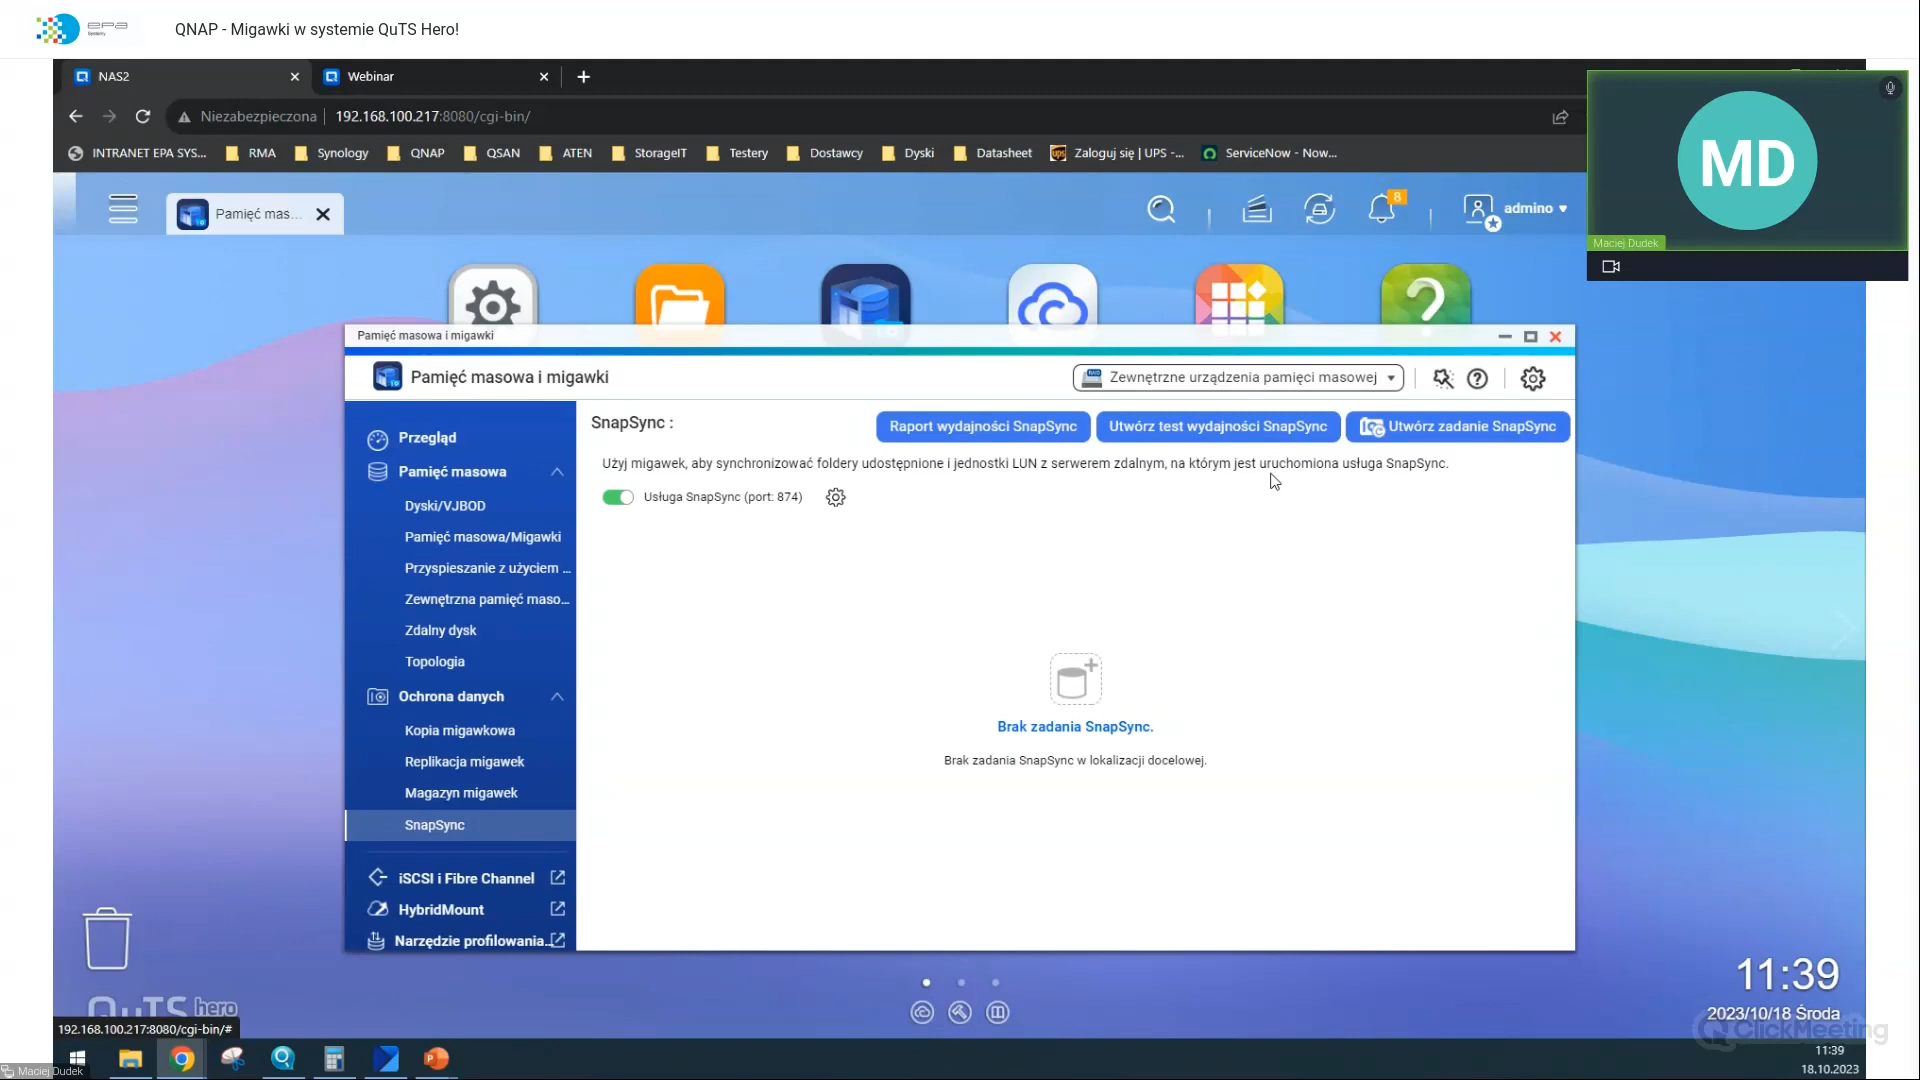 epa
Systemy
QNAP - Migawki w systemie QuTS Hero!
NAS2
Webinar
Niezabezpieczona
192.168.100.217:8080/cgi-bin/
INTRANET EPA SYS...
RMA
Synology
QNAP
QSAN
ATEN
StorageIT
Testery
Dostawcy
Dyski
Datasheet
ups
Zaloguj się | UPS -...
ServiceNow - Now...
MD
Maciej Dudek
Pamięć mas...
8
admino
Pamięć masowa i migawki
Pamięć masowa i migawki
Zewnętrzne urządzenia pamięci masowej
Przegląd
Pamięć masowa
Dyski/VJBOD
Pamięć masowa/Migawki
Przyspieszanie z użyciem ...
Zewnętrzna pamięć maso...
Zdalny dysk
Topologia
Ochrona danych
Kopia migawkowa
Replikacja migawek
Magazyn migawek
SnapSync
iSCSI i Fibre Channel
HybridMount
Narzędzie profilowania...
SnapSync :
Raport wydajności SnapSync
Utwórz test wydajności SnapSync
Utwórz zadanie SnapSync
Użyj migawek, aby synchronizować foldery udostępnione i jednostki LUN z serwerem zdalnym, na którym jest uruchomiona usługa SnapSync.
Usługa SnapSync (port: 874)
Brak zadania SnapSync.
Brak zadania SnapSync w lokalizacji docelowej.
QuTS hero
11:39
2023/10/18 Środa
ClickMeeting
192.168.100.217:8080/cgi-bin/#
11:39
18.10.2023
Maciej Dudek